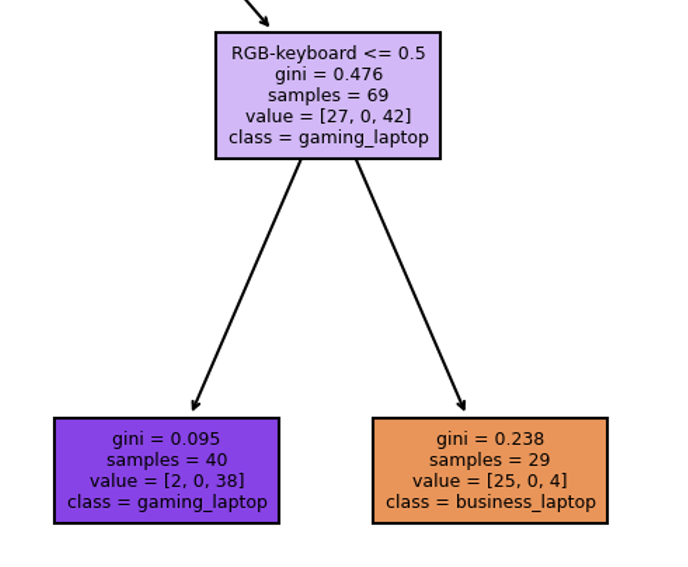 RGB-keyboard <= 0.5
gini = 0.476
samples = 69
value = [27, 0, 42]
class = gaming_laptop
gini = 0.095
samples = 40
value = [2, 0, 38]
class = gaming_laptop
gini = 0.238
samples = 29
value = [25, 0, 4]
class = business_laptop